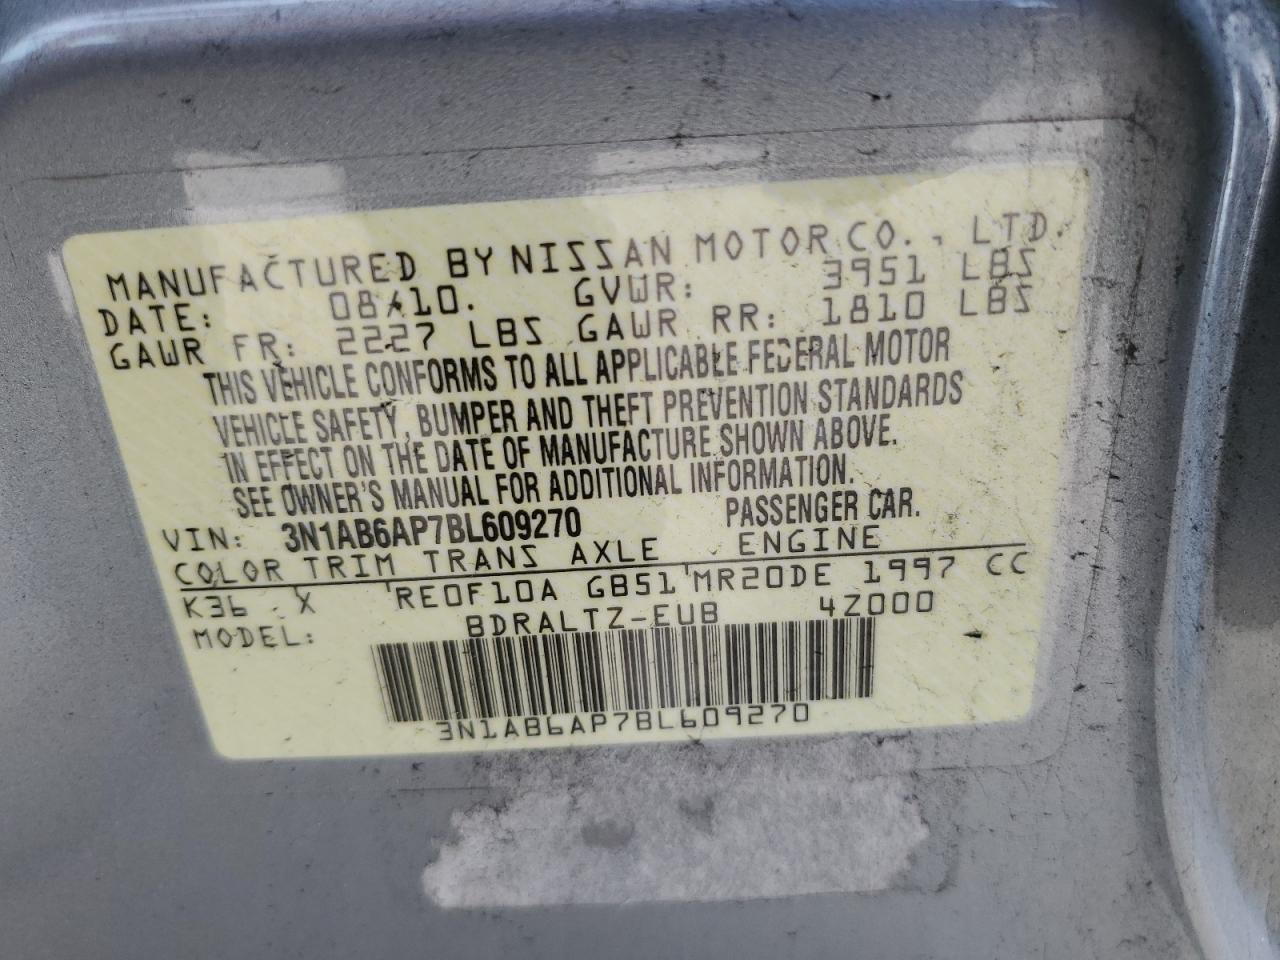 MANUFACTURED BY NISSAN MOTOR CO., LTD.
DATE: 08/10. GVWR: 3951 LBS
GAWR FR: 2227 LBS GAWR RR: 1810 LBS
THIS VEHICLE CONFORMS TO ALL APPLICABLE FEDERAL MOTOR
VEHICLE SAFETY, BUMPER AND THEFT PREVENTION STANDARDS
IN EFFECT ON THE DATE OF MANUFACTURE SHOWN ABOVE.
SEE OWNER'S MANUAL FOR ADDITIONAL INFORMATION.
VIN: 3N1AB6AP7BL609270 PASSENGER CAR.
COLOR TRIM TRANS AXLE ENGINE
K36 X RE0F10A GB51 MR20DE 1997 CC
MODEL: BDRALTZ-EUB 4Z000
3N1AB6AP7BL609270